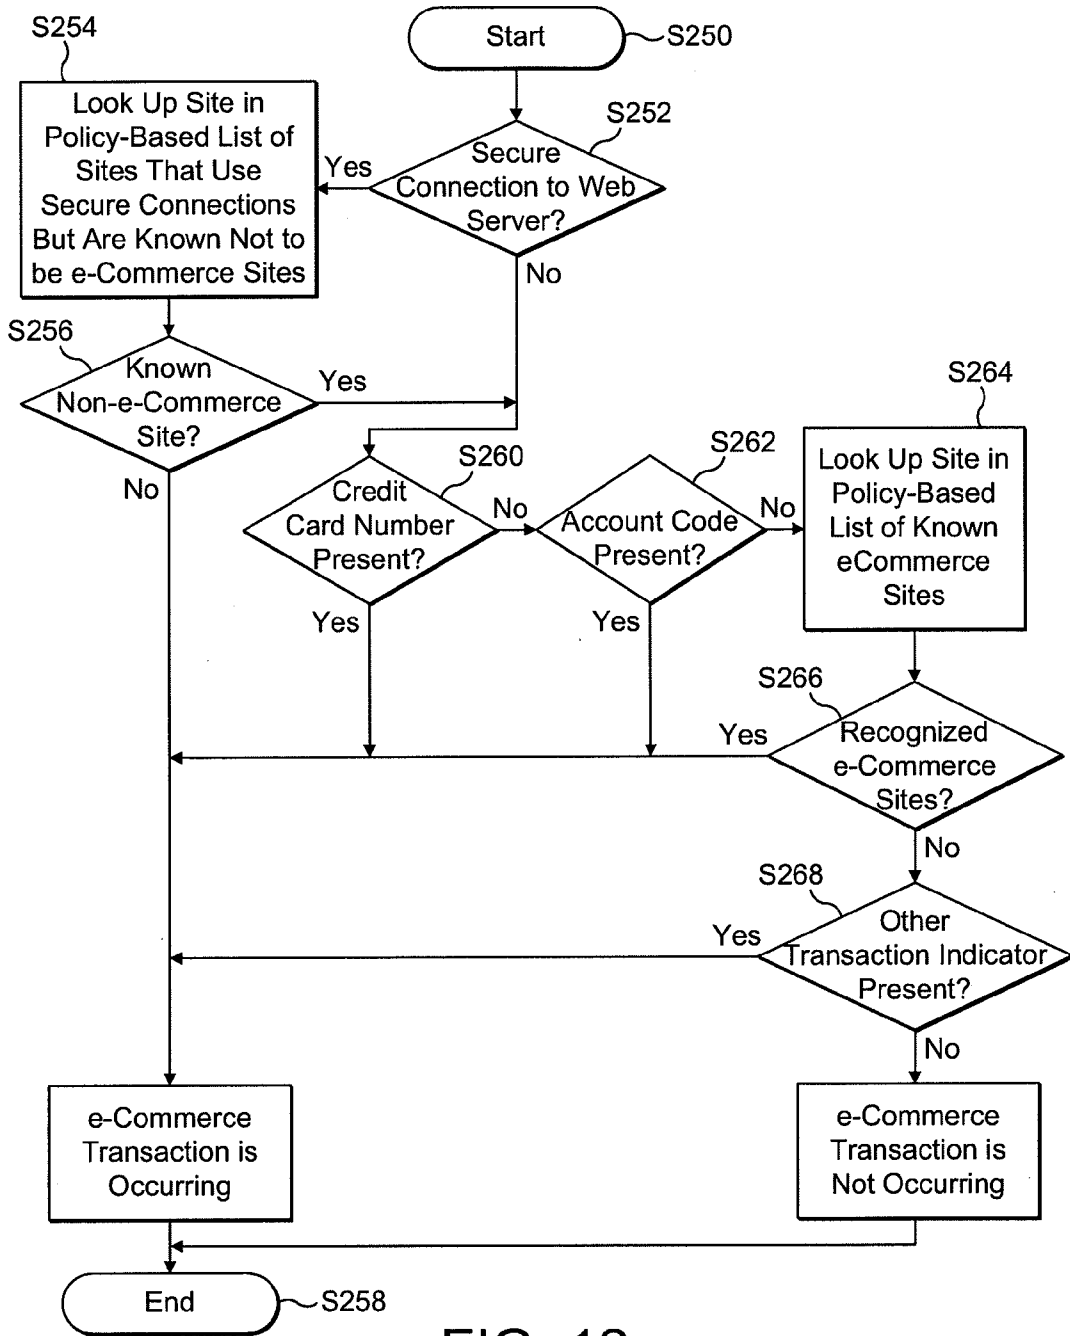 S254
Start
S250
Look Up Site in
Policy-Based List of
Sites That Use
Secure Connections
But Are Known Not to
be e-Commerce Sites
S252
Yes
Secure
Connection to Web
Server?
No
S256
Known
Non-e-Commerce
Site?
Yes
No
S260
Credit
Card Number
Present?
No
Yes
S262
Account Code
Present?
No
Yes
S264
Look Up Site in
Policy-Based
List of Known
eCommerce
Sites
S266
Yes
Recognized
e-Commerce
Sites?
No
S268
Yes
Other
Transaction Indicator
Present?
No
e-Commerce
Transaction is
Occurring
e-Commerce
Transaction is
Not Occurring
End
S258